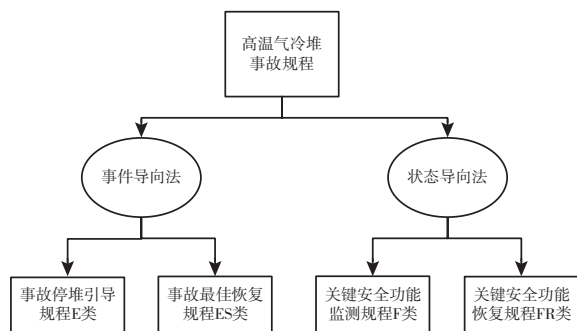 高温气冷堆
事故规程
事件导向法
状态导向法
事故停堆引导
规程E类
事故最佳恢复
规程ES类
关键安全功能
监测规程F类
关键安全功能
恢复规程FR类